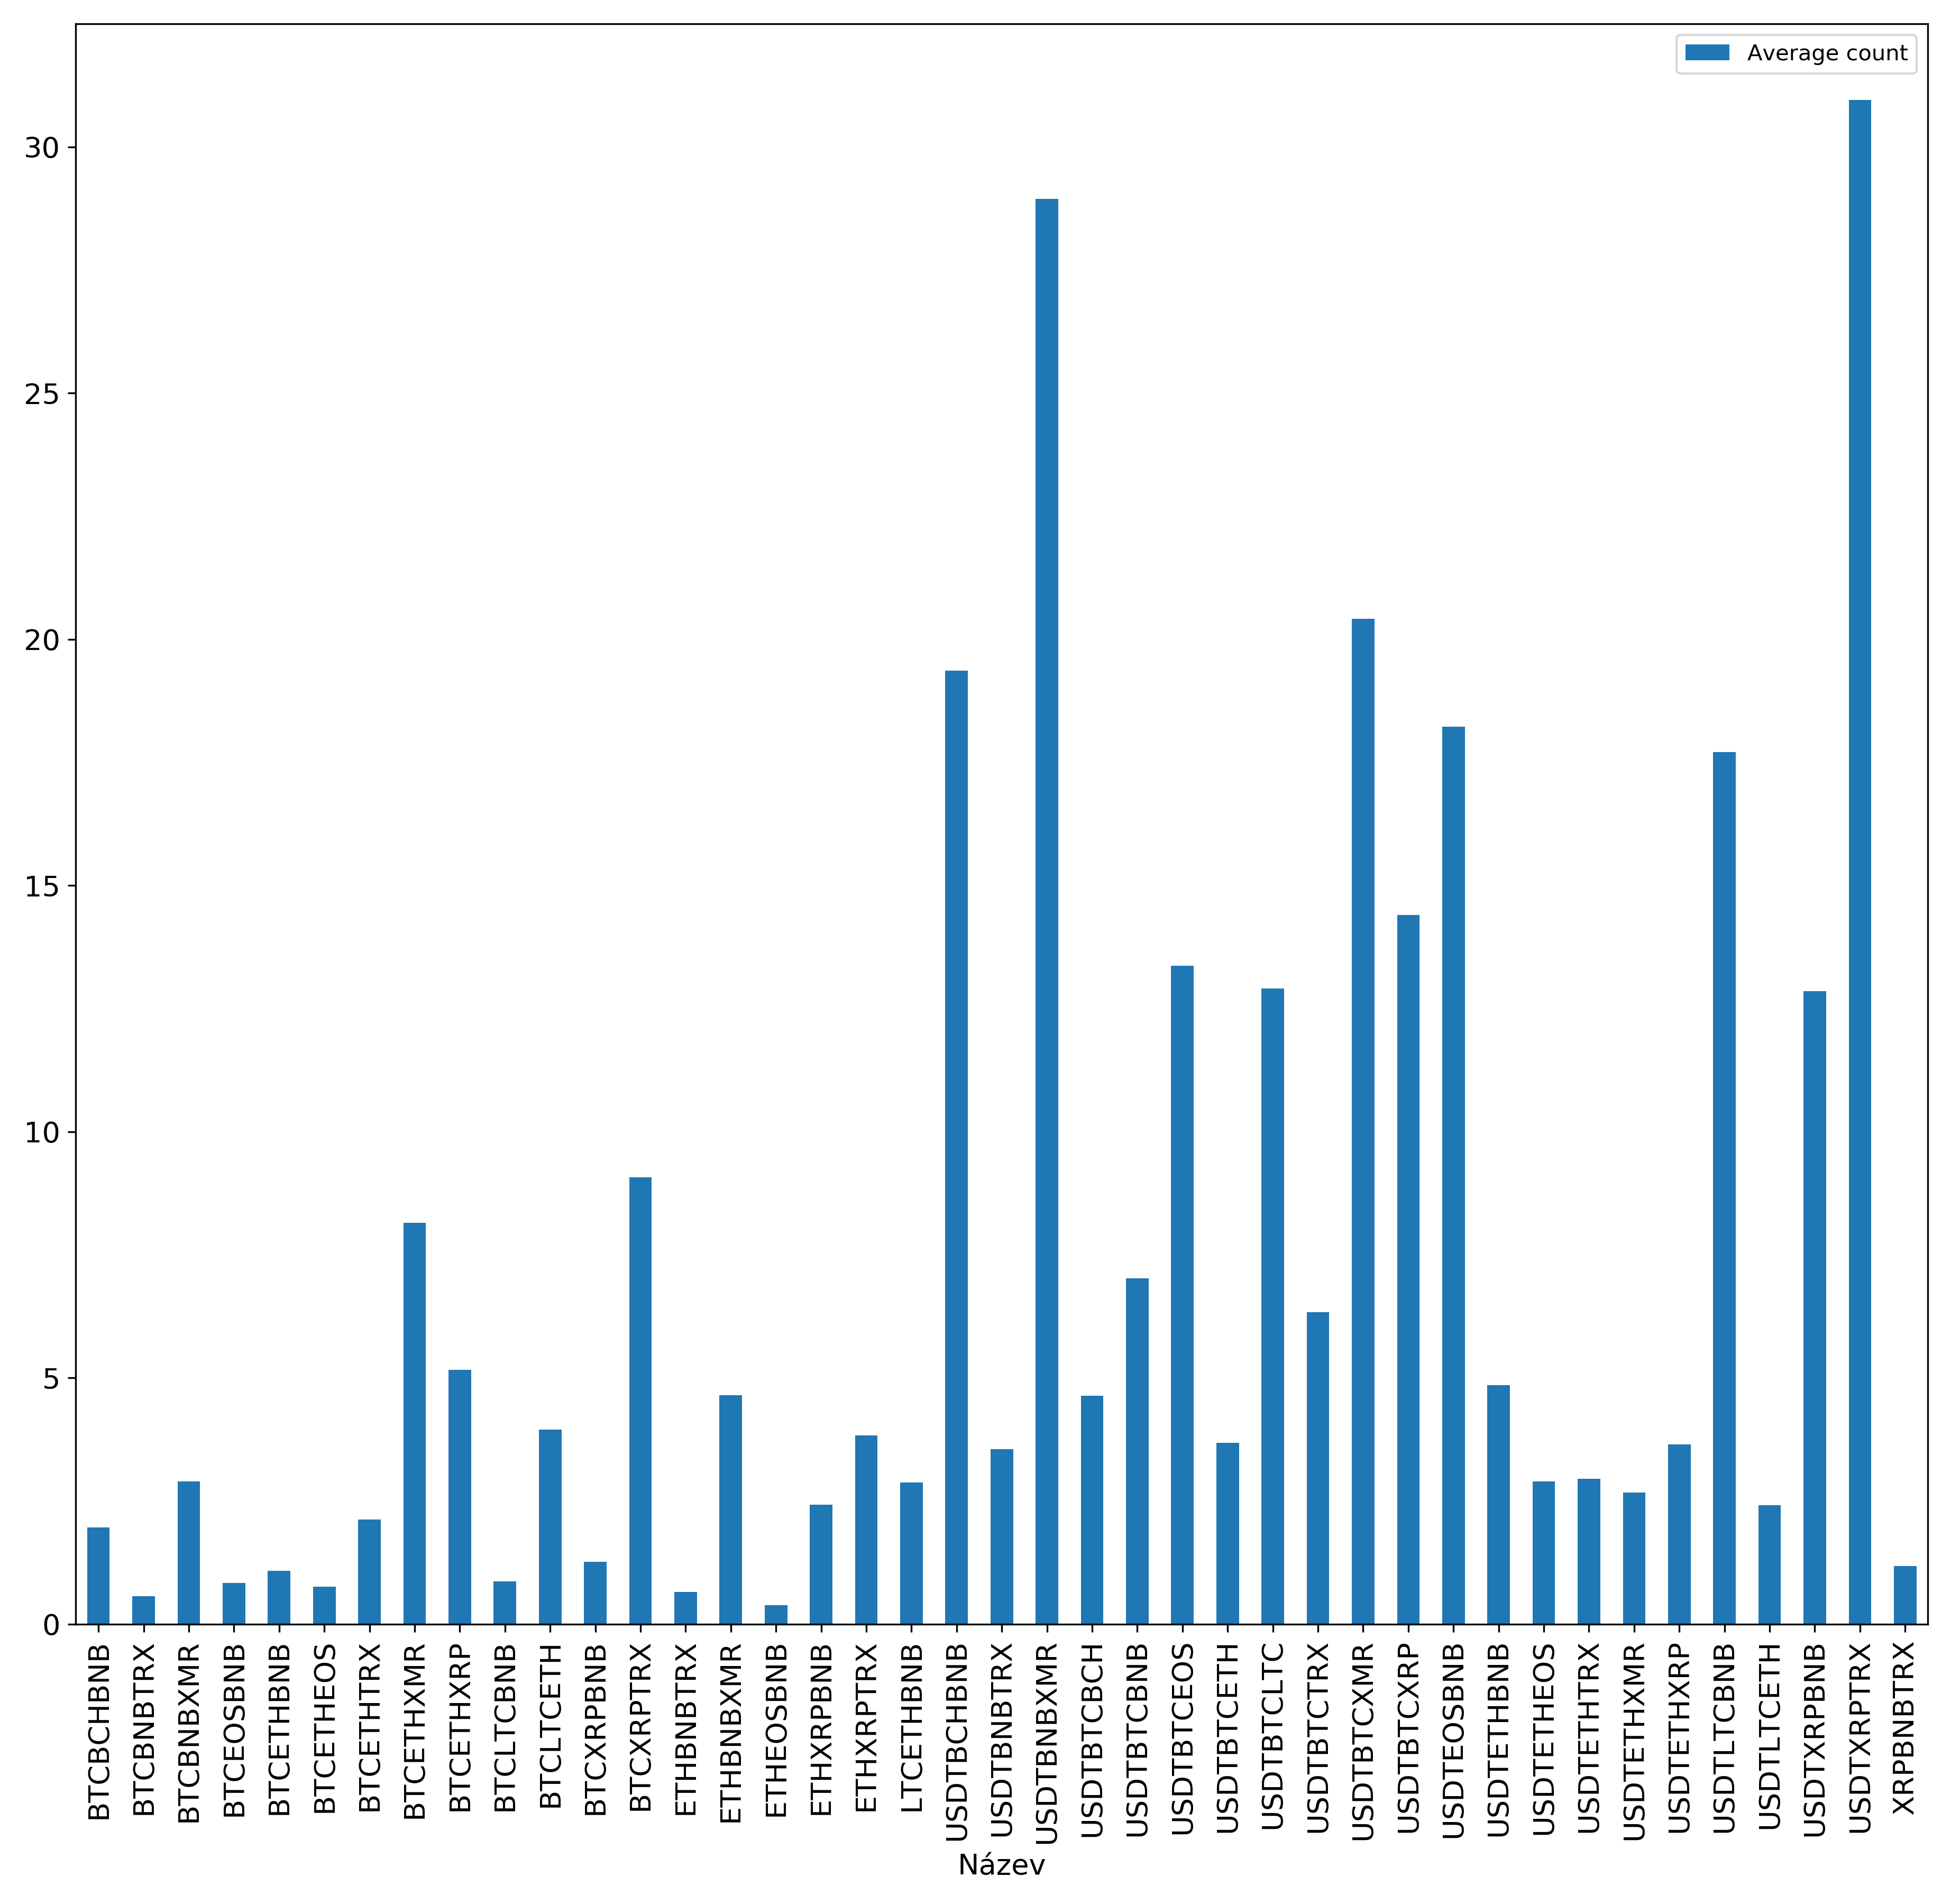 Average count
30
25
20
15
10
5
0
BTCBCHBNB
BTCBNBTRX
BTCBNBXMR
BTCEOSBNB
BTCETHBNB
BTCETHEOS
BTCETHTRX
BTCETHXMR
BTCETHXRP
BTCLTCBNB
BTCLTCETH
BTCXRPBNB
BTCXRPTRX
ETHBNBTRX
ETHBNBXMR
ETHEOSBNB
ETHXRPBNB
ETHXRPTRX
LTCETHBNB
USDTBCHBNB
USDTBNBTRX
USDTBNBXMR
USDTBTCBCH
USDTBTCBNB
USDTBTCEOS
USDTBTCETH
USDTBTCLTC
USDTBTCTRX
USDTBTCXMR
USDTBTCXRP
USDTEOSBNB
USDTETHBNB
USDTETHEOS
USDTETHTRX
USDTETHXMR
USDTETHXRP
USDTLTCBNB
USDTLTCETH
USDTXRPBNB
USDTXRPTRX
XRPBNBTRX
Název